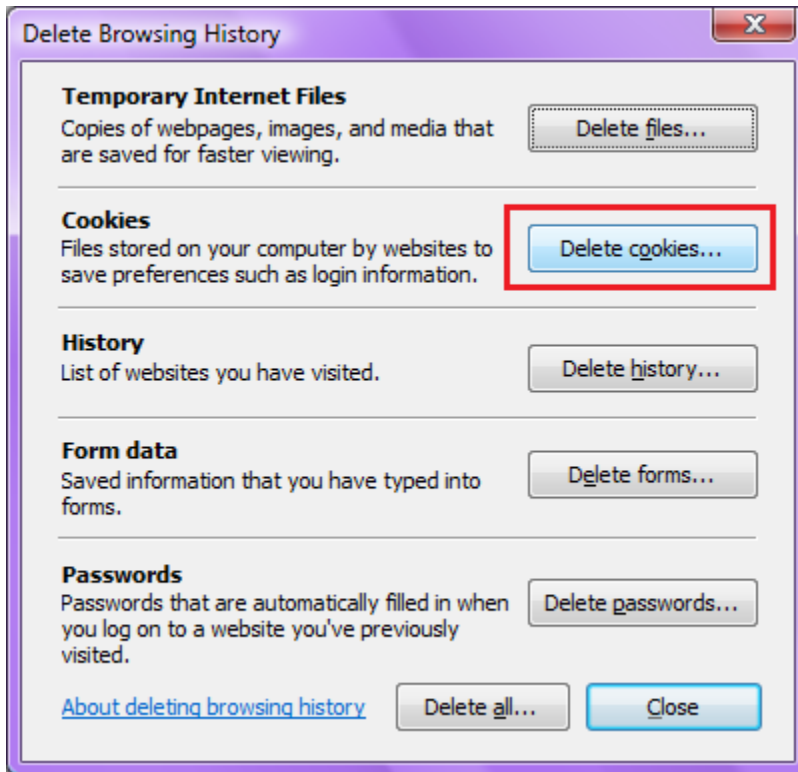 Delete Browsing History
Temporary Internet Files
Copies of webpages, images, and media that
are saved for faster viewing.
Delete files...
Cookies
Files stored on your computer by websites to
save preferences such as login information.
Delete cookies...
History
List of websites you have visited.
Delete history...
Form data
Saved information that you have typed into
forms.
Delete forms...
Passwords
Passwords that are automatically filled in when
you log on to a website you've previously
visited.
Delete passwords...
About deleting browsing history
Delete all...
Close